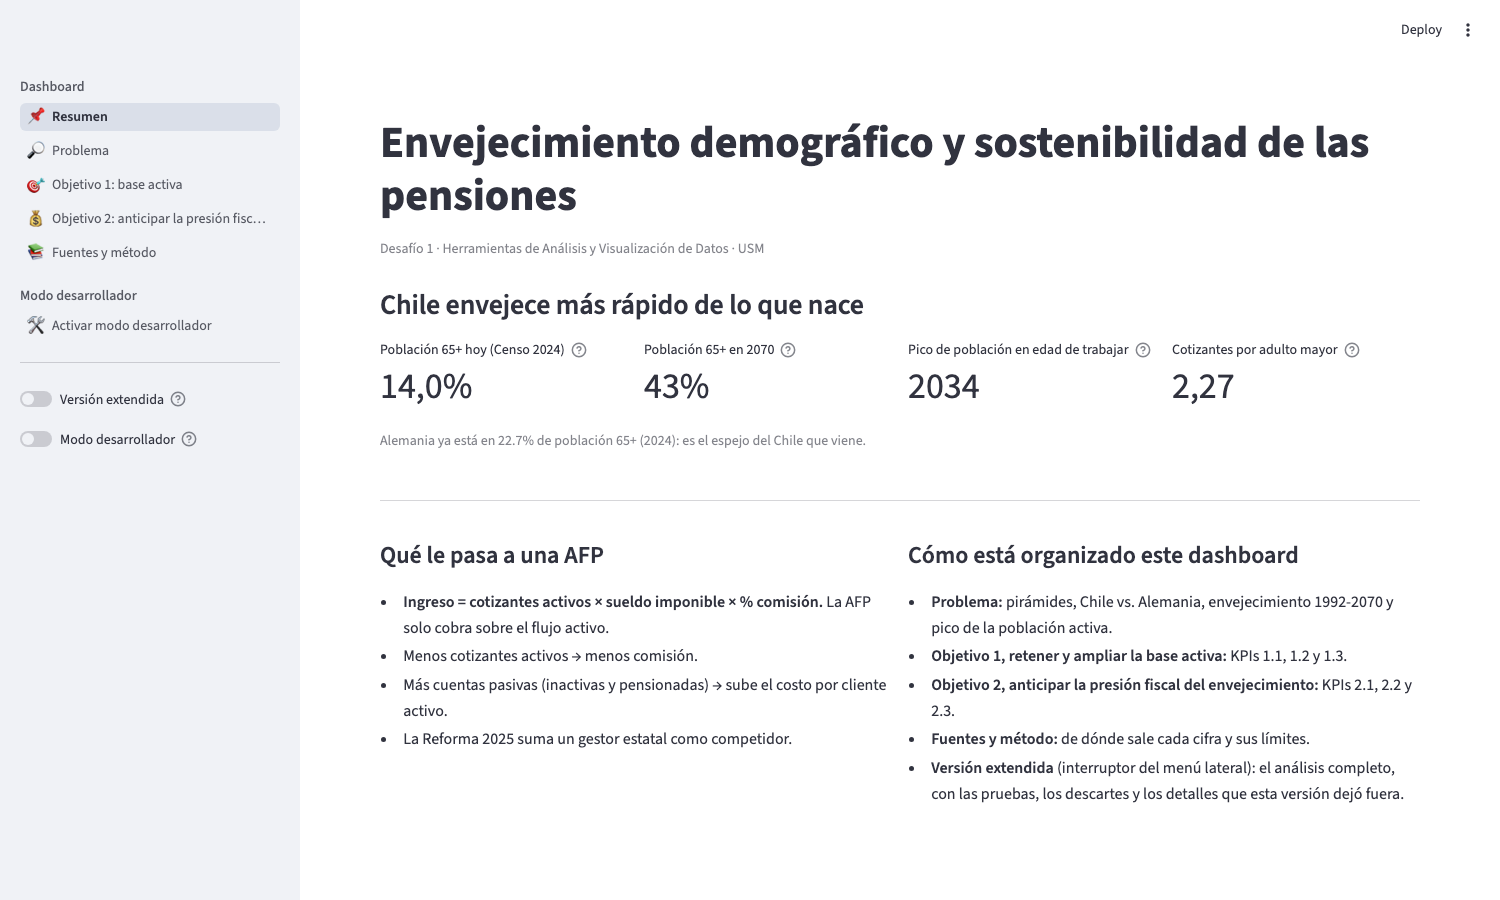 Deploy
Dashboard
Resumen
Problema
Objetivo 1: base activa
Objetivo 2: anticipar la presión fisc...
Fuentes y método
Modo desarrollador
Activar modo desarrollador
Versión extendida
Modo desarrollador
Envejecimiento demográfico y sostenibilidad de las
pensiones
Desafío 1 · Herramientas de Análisis y Visualización de Datos · USM
Chile envejece más rápido de lo que nace
Población 65+ hoy (Censo 2024)
14,0%
Población 65+ en 2070
43%
Pico de población en edad de trabajar
2034
Cotizantes por adulto mayor
2,27
Alemania ya está en 22.7% de población 65+ (2024): es el espejo del Chile que viene.
Qué le pasa a una AFP
• Ingreso = cotizantes activos × sueldo imponible × % comisión. La AFP
solo cobra sobre el flujo activo.
• Menos cotizantes activos → menos comisión.
• Más cuentas pasivas (inactivas y pensionadas) → sube el costo por cliente
activo.
• La Reforma 2025 suma un gestor estatal como competidor.
Cómo está organizado este dashboard
• Problema: pirámides, Chile vs. Alemania, envejecimiento 1992-2070 y
pico de la población activa.
• Objetivo 1, retener y ampliar la base activa: KPIs 1.1, 1.2 y 1.3.
• Objetivo 2, anticipar la presión fiscal del envejecimiento: KPIs 2.1, 2.2 y
2.3.
• Fuentes y método: de dónde sale cada cifra y sus límites.
• Versión extendida (interruptor del menú lateral): el análisis completo,
con las pruebas, los descartes y los detalles que esta versión dejó fuera.